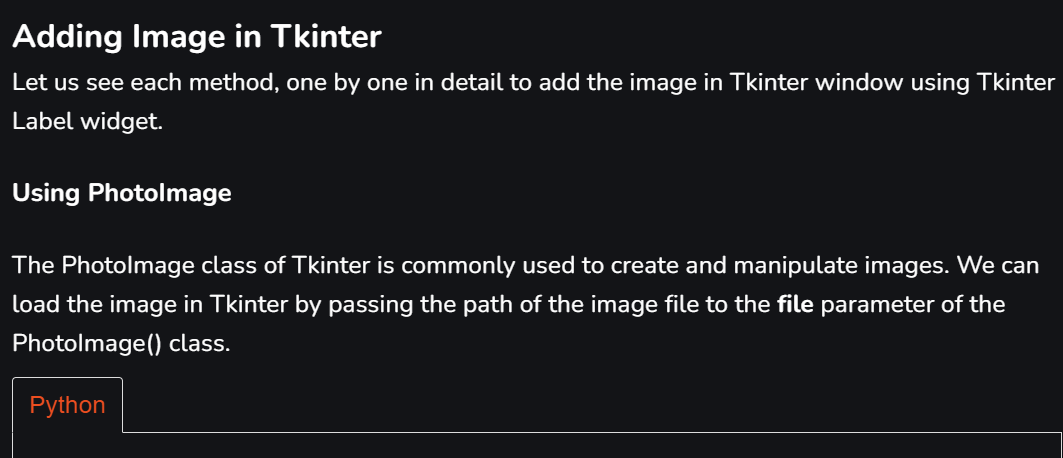 Adding Image in Tkinter
Let us see each method, one by one in detail to add the image in Tkinter window using Tkinter
Label widget.
Using PhotoImage
The PhotoImage class of Tkinter is commonly used to create and manipulate images. We can
load the image in Tkinter by passing the path of the image file to the file parameter of the
PhotoImage() class.
Python